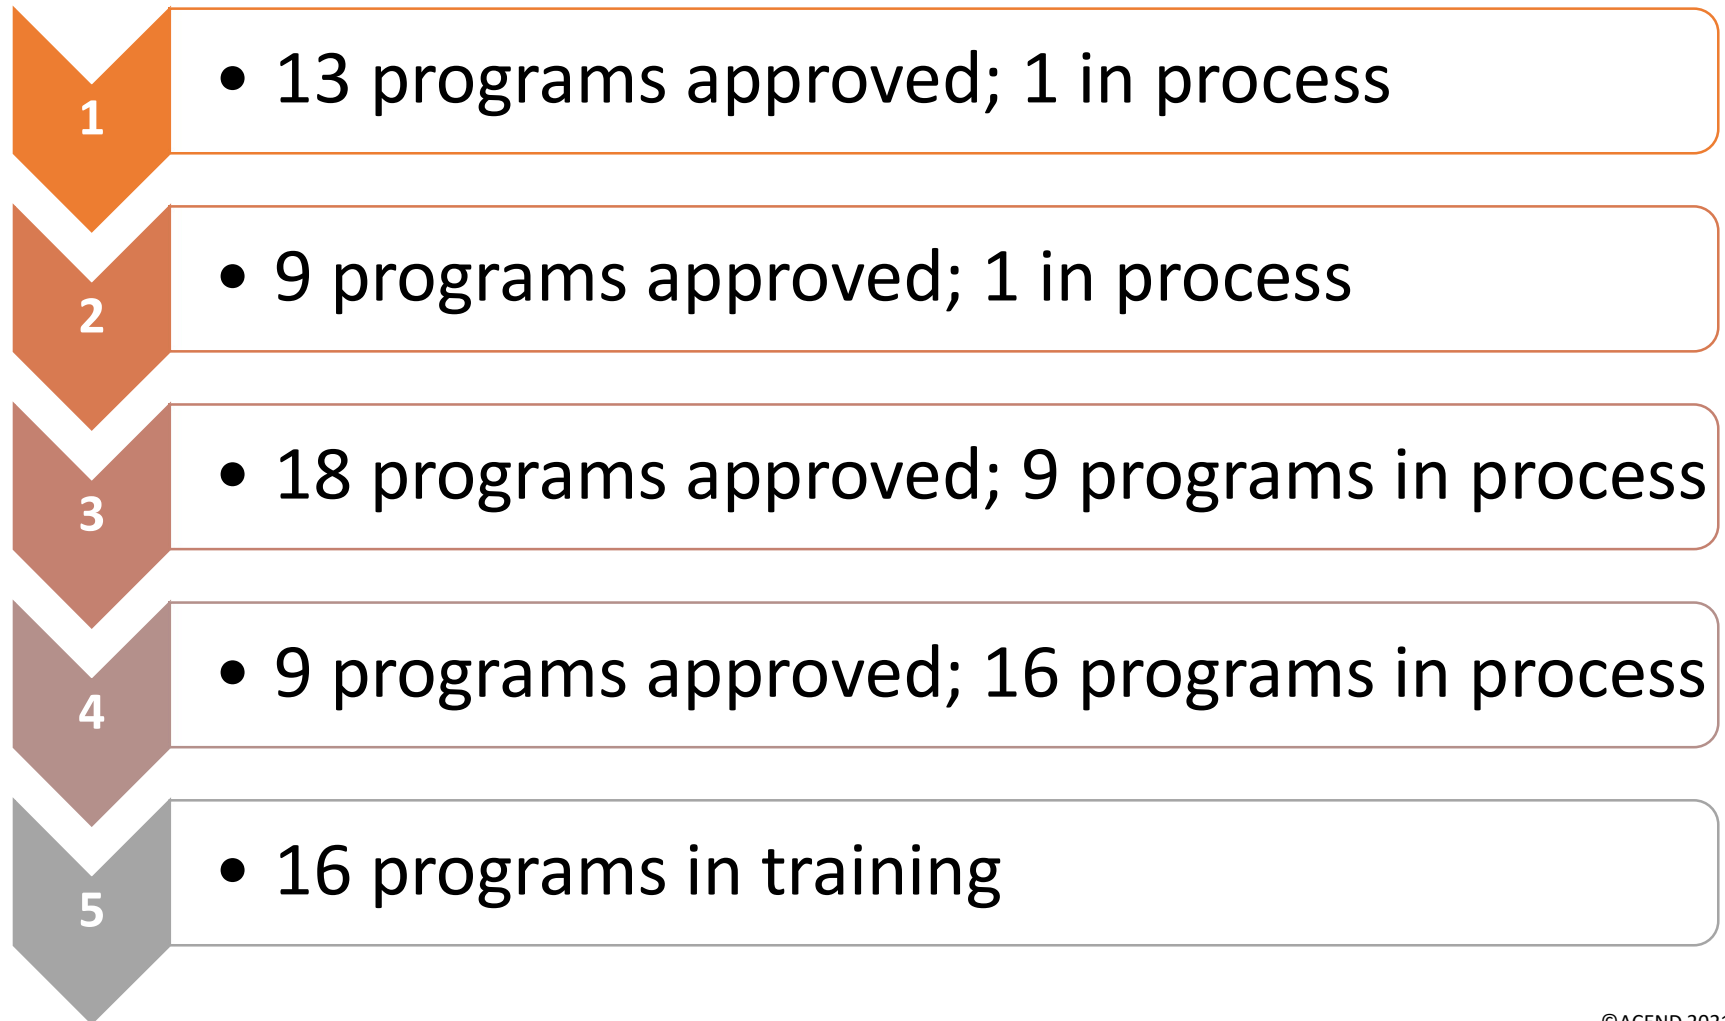 1
• 13 programs approved; 1 in process
2
• 9 programs approved; 1 in process
3
• 18 programs approved; 9 programs in process
4
• 9 programs approved; 16 programs in process
5
• 16 programs in training
©ACEND